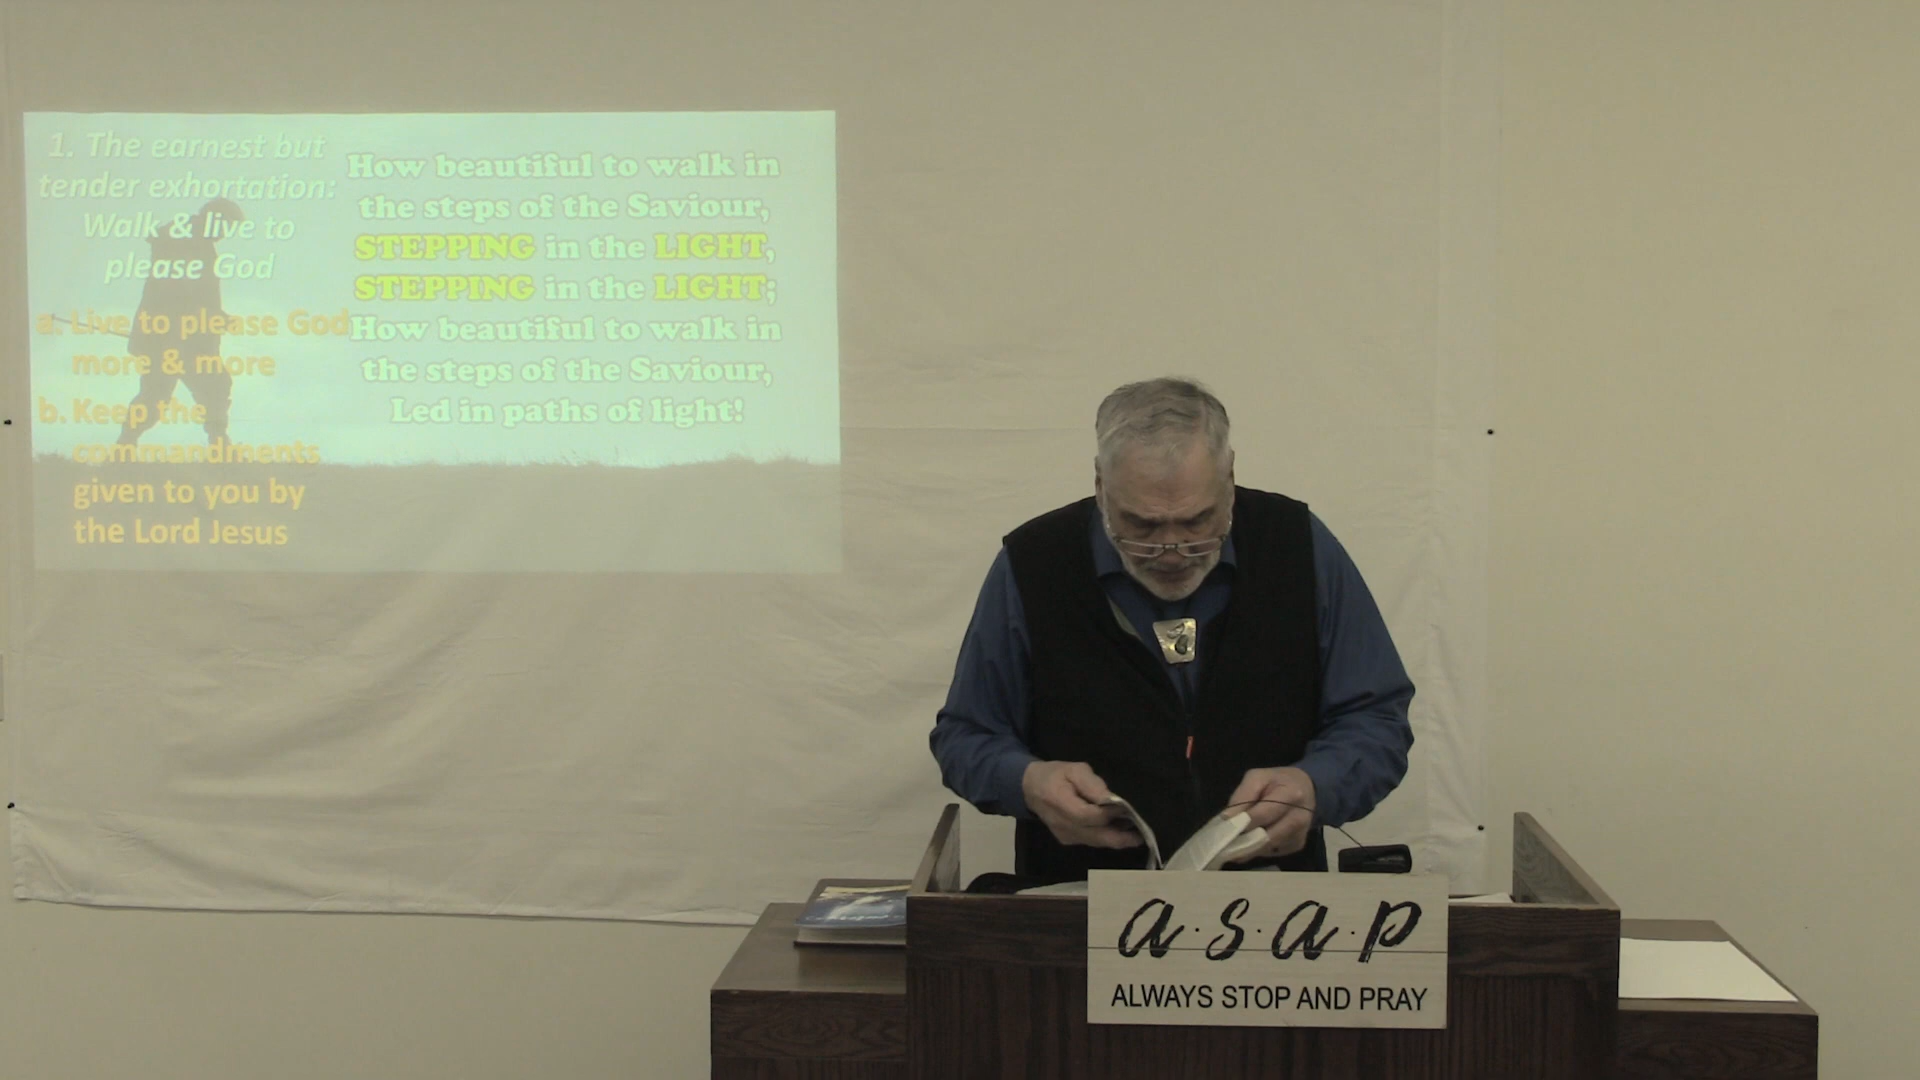 1. The earnest but
tender exhortation:
Walk & live to
please God
a. Live to please God
more & more
b. Keep the
commandments
given to you by
the Lord Jesus
How beautiful to walk in
the steps of the Saviour,
STEPPING in the LIGHT,
STEPPING in the LIGHT;
How beautiful to walk in
the steps of the Saviour,
Led in paths of light!
a.s.a.p
ALWAYS STOP AND PRAY